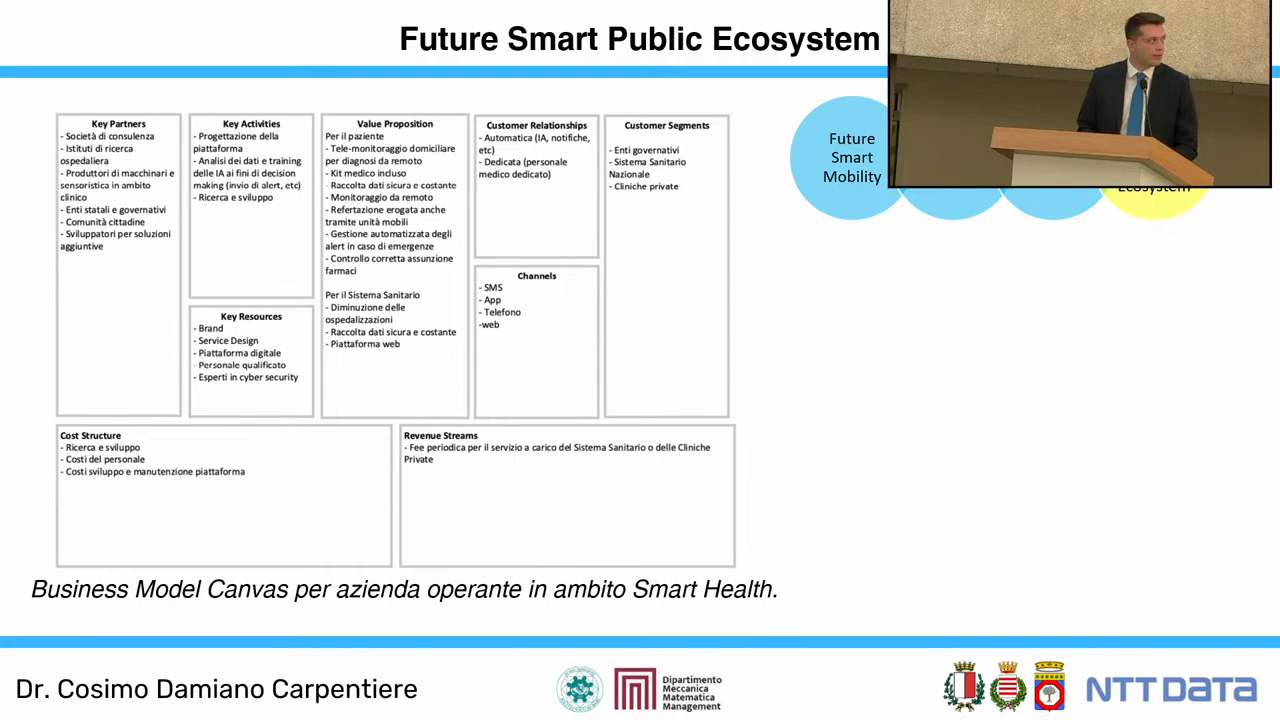 Future Smart Public Ecosystem
Key Partners
- Società di consulenza
- Istituti di ricerca
ospedaliera
- Produttori di macchinari e
sensoristica in ambito
clinico
- Enti statali e governativi
- Comunità cittadine
- Sviluppatori per soluzioni
aggiuntive
Key Activities
- Progettazione della
piattaforma
- Analisi dei dati e training
delle IA ai fini di decision
making (invio di alert, etc)
- Ricerca e sviluppo
Key Resources
- Brand
- Service Design
- Piattaforma digitale
- Personale qualificato
- Esperti in cyber security
Value Proposition
Per il paziente
- Tele-monitoraggio domiciliare
per diagnosi da remoto
- Kit medico incluso
- Raccolta dati sicura e costante
- Monitoraggio da remoto
- Refertazione erogata anche
tramite unità mobili
- Gestione automatizzata degli
alert in caso di emergenze
- Controllo corretta assunzione
farmaci
Per il Sistema Sanitario
- Diminuzione delle
ospedalizzazioni
- Raccolta dati sicura e costante
- Piattaforma web
Customer Relationships
- Automatica (IA, notifiche,
etc)
- Dedicata (personale
medico dedicato)
Channels
- SMS
- App
- Telefono
-web
Customer Segments
- Enti governativi
- Sistema Sanitario
Nazionale
- Cliniche private
Cost Structure
- Ricerca e sviluppo
- Costi del personale
- Costi sviluppo e manutenzione piattaforma
Revenue Streams
- Fee periodica per il servizio a carico del Sistema Sanitario o delle Cliniche
Private
Future
Smart
Mobility
Ecosystem
Business Model Canvas per azienda operante in ambito Smart Health.
Dr. Cosimo Damiano Carpentiere
Dipartimento
Meccanica
Matematica
Management
NTT DATA